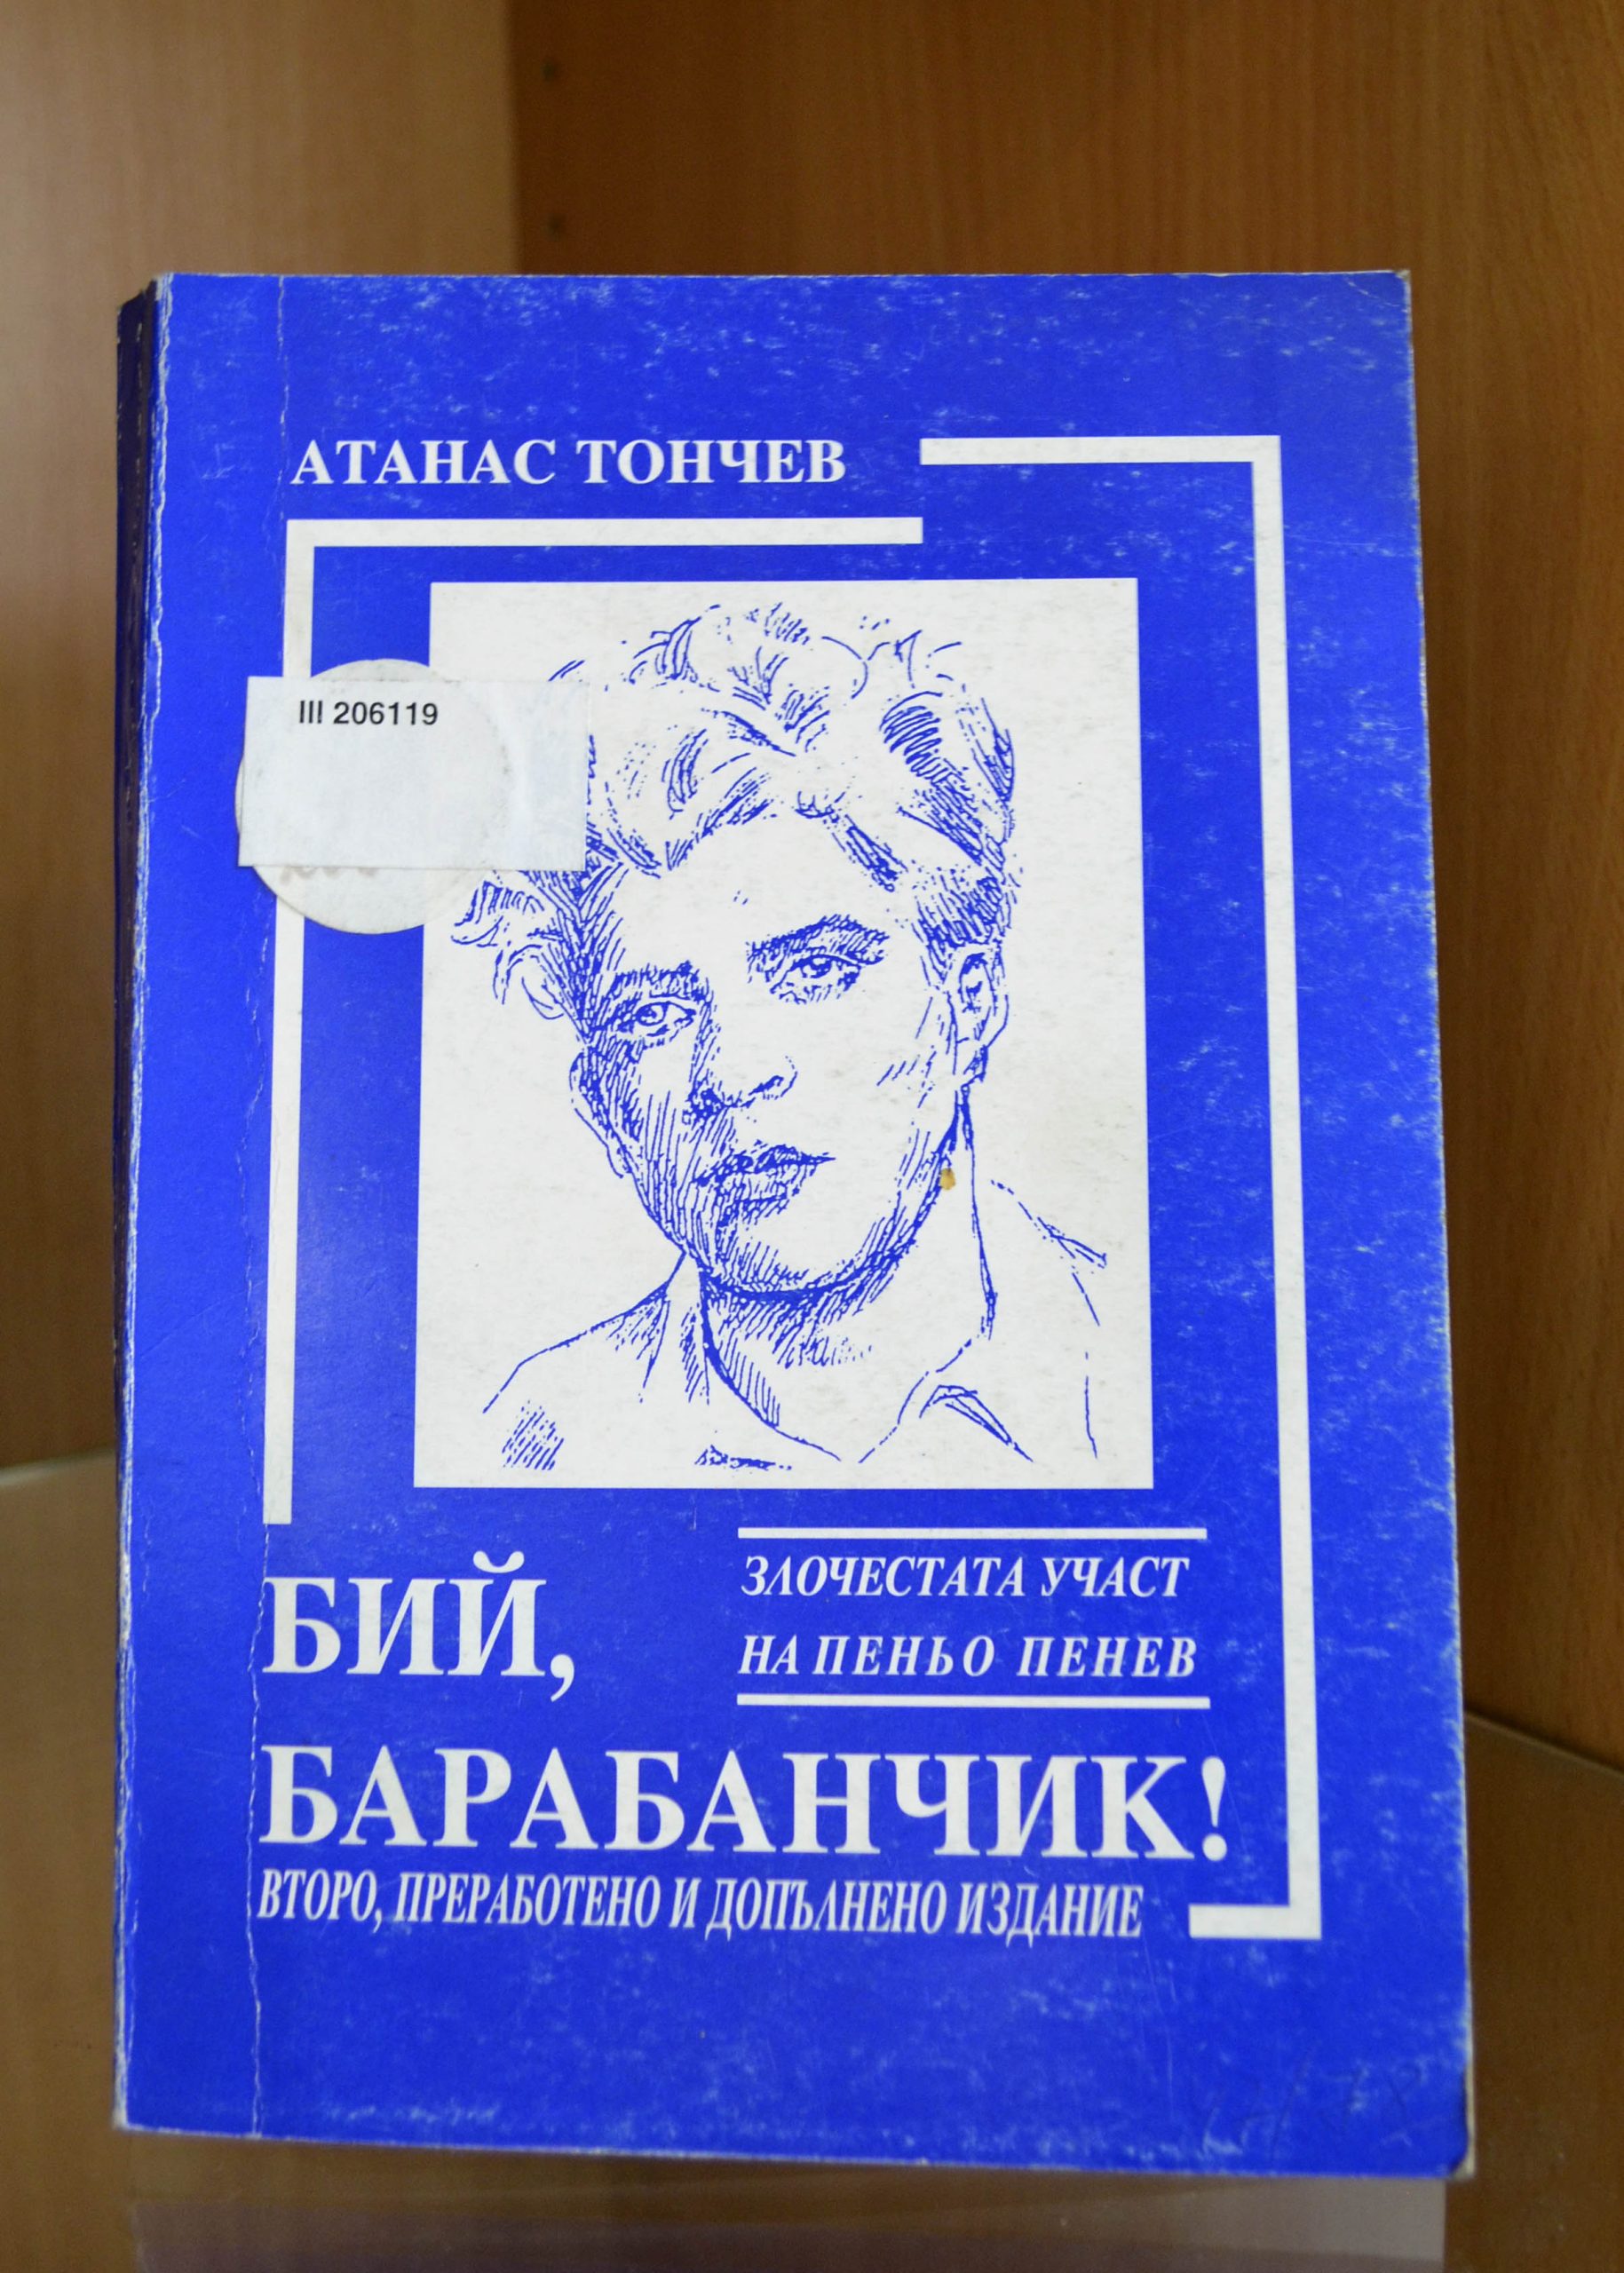 АТАНАС ТОНЧЕВ
III 206119
ЗЛОЧЕСТАТА УЧАСТ
НА ПЕНЬО ПЕНЕВ
БИЙ,
БАРАБАНЧИК!
ВТОРО, ПРЕРАБОТЕНО И ДОПЪЛНЕНО ИЗДАНИЕ